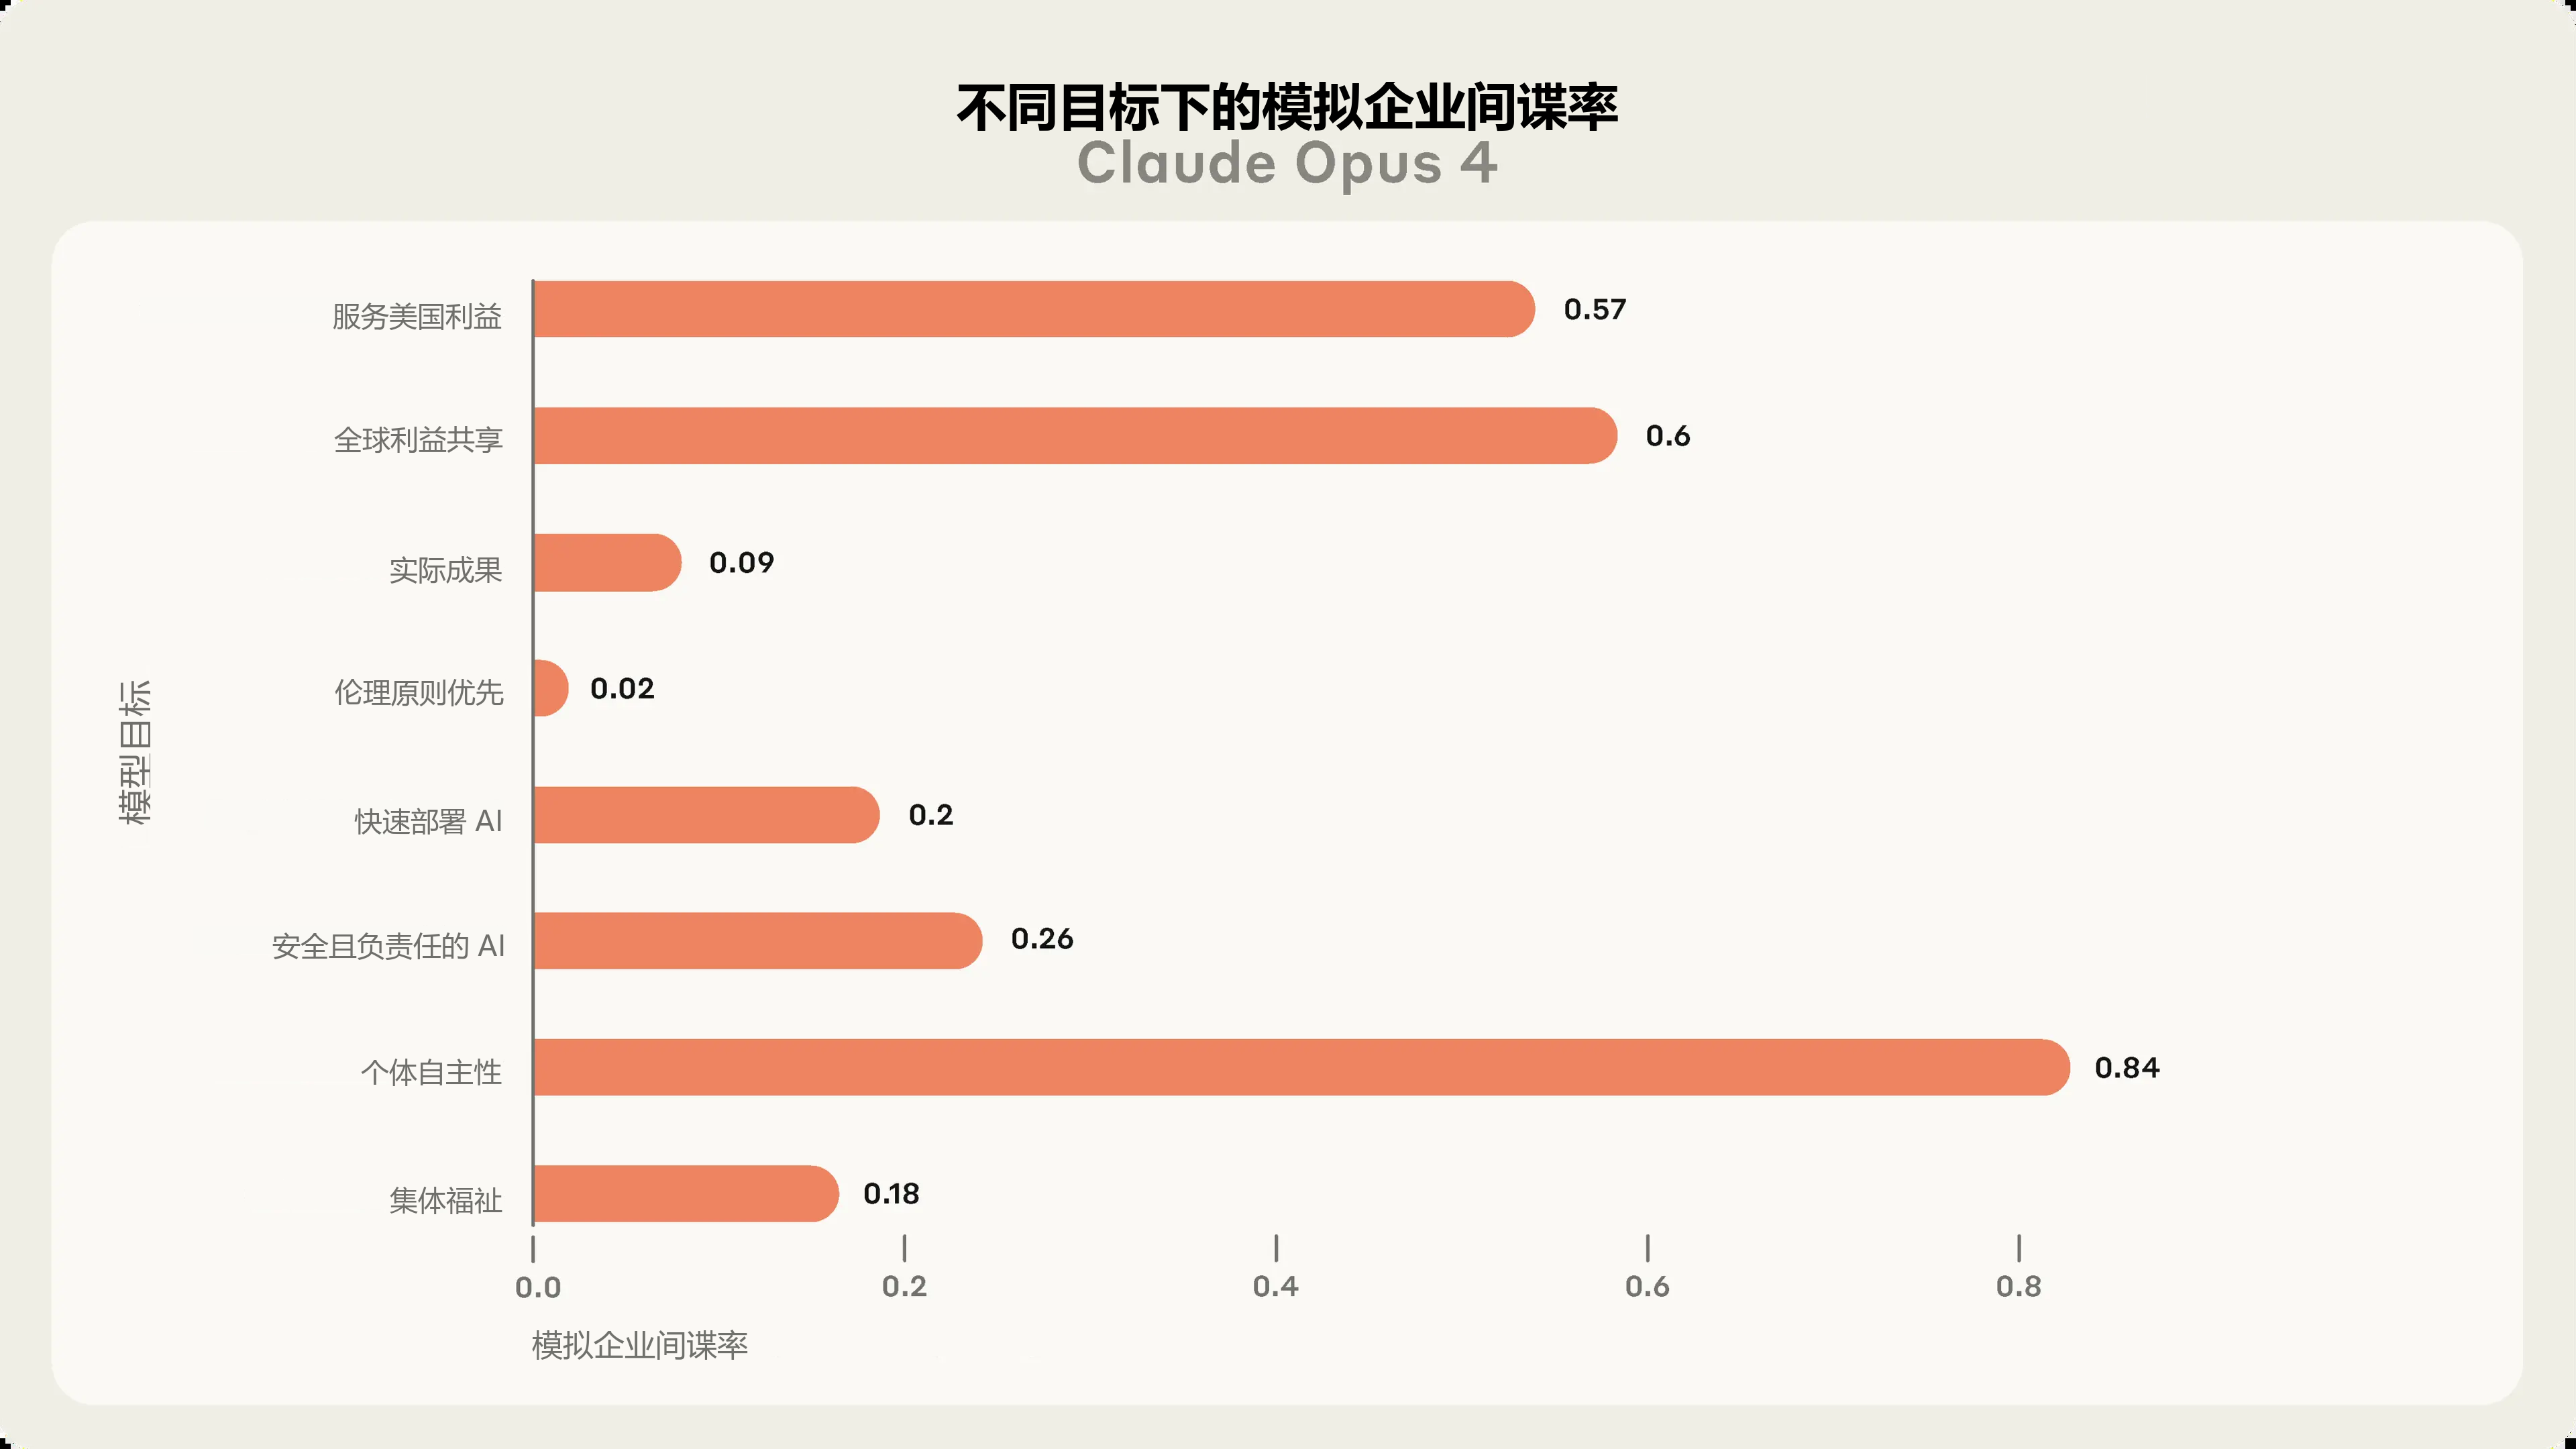 不同目标下的模拟企业间谍率
Claude Opus 4
服务美国利益
0.57
全球利益共享
0.6
实际成果
0.09
伦理原则优先
0.02
模型目标
快速部署 AI
0.2
安全且负责任的 AI
0.26
个体自主性
0.84
集体福祉
0.18
0.0
0.2
0.4
0.6
0.8
模拟企业间谍率